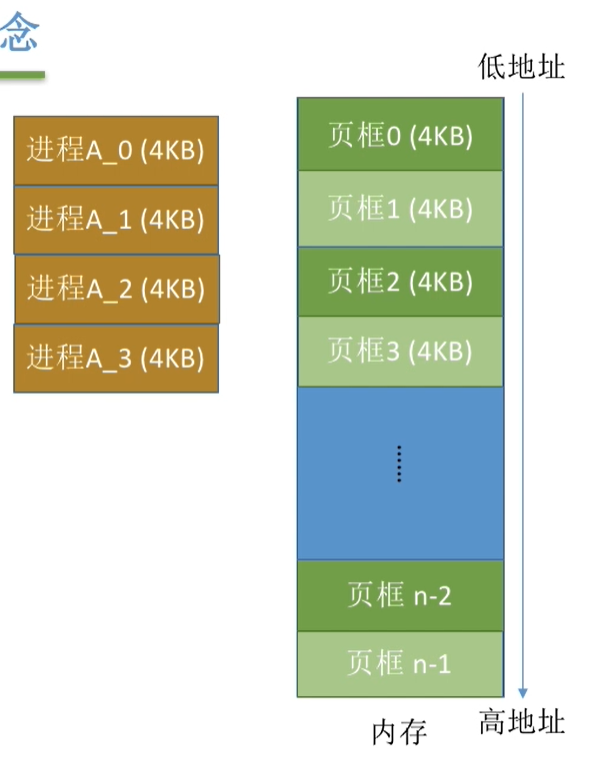 念
低地址
进程A_0 (4KB)
进程A_1 (4KB)
进程A_2 (4KB)
进程A_3 (4KB)
页框0 (4KB)
页框1 (4KB)
页框2 (4KB)
页框3 (4KB)
......
页框 n-2
页框 n-1
内存
高地址